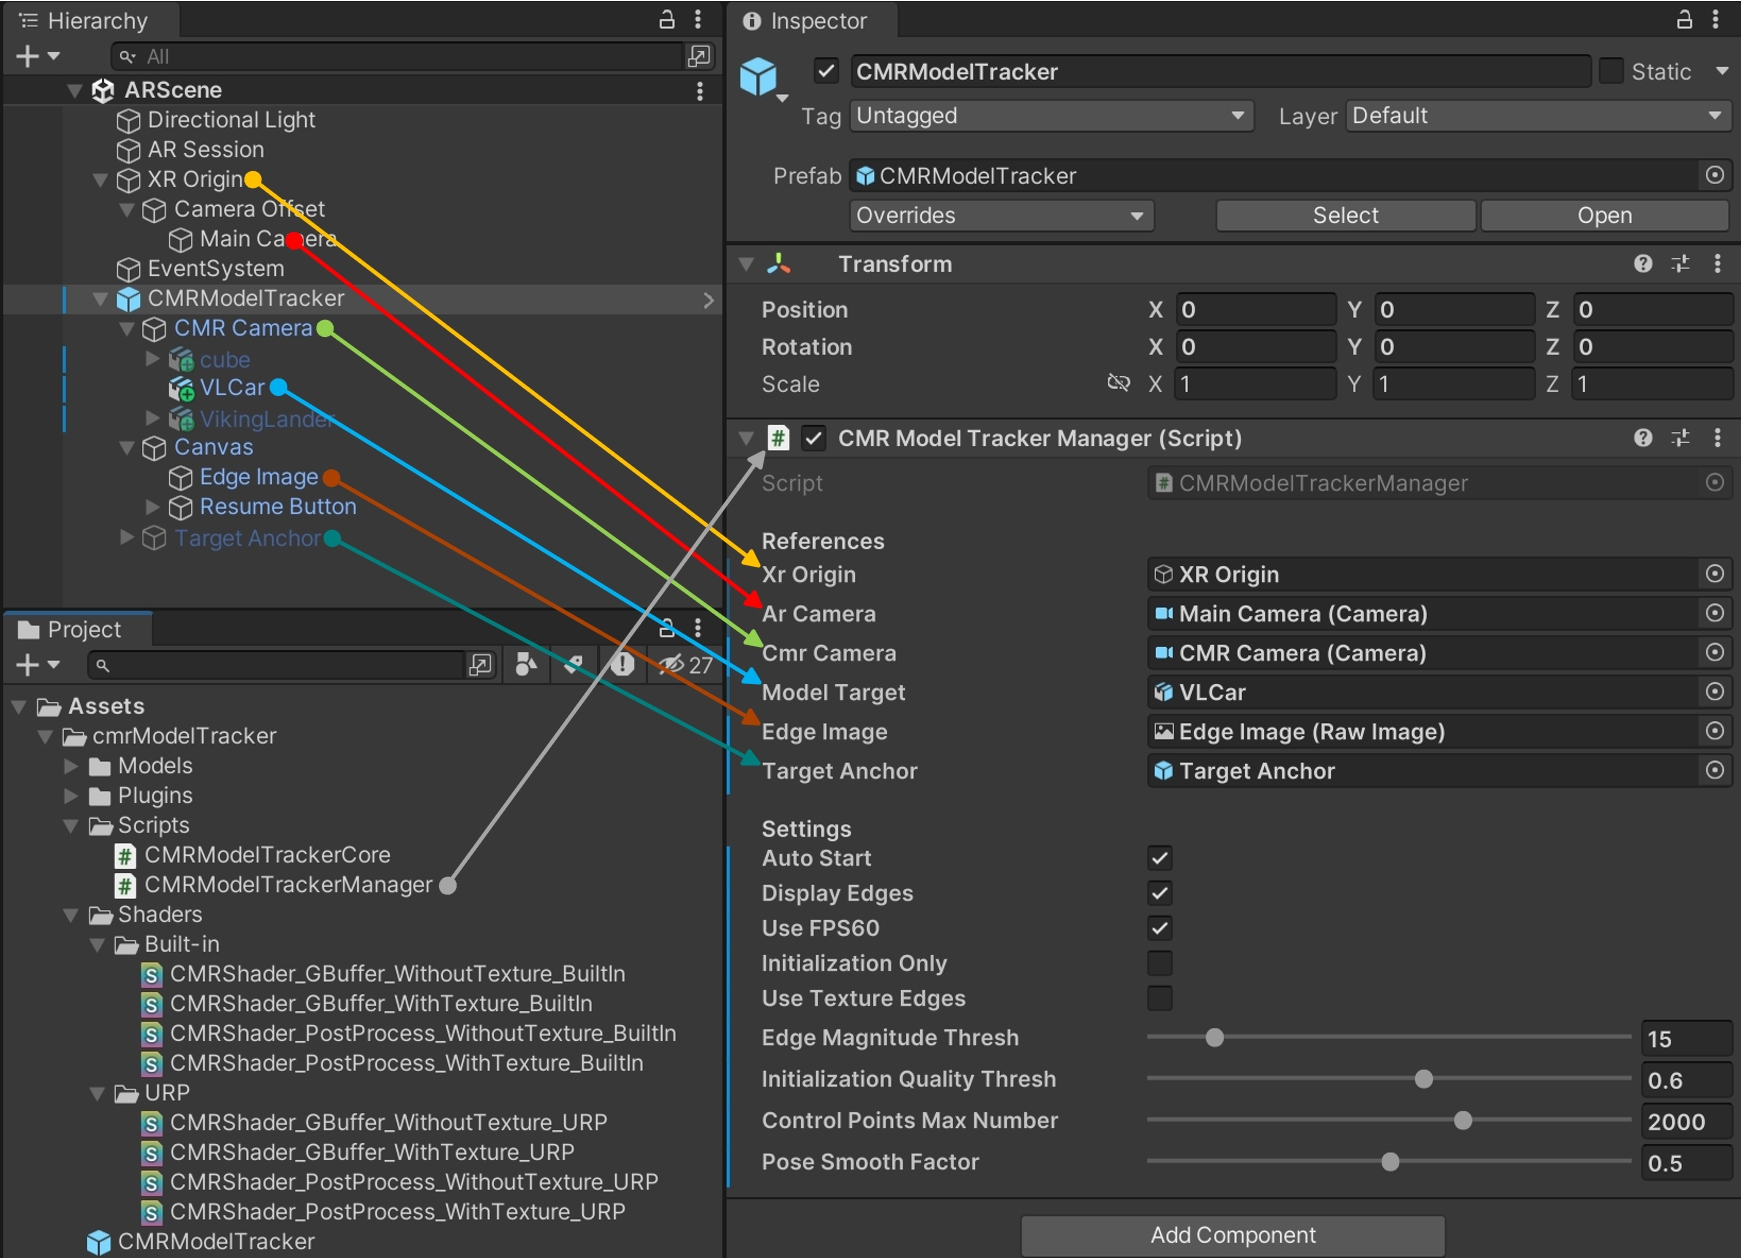 Hierarchy
All
ARScene
Directional Light
AR Session
XR Origin
Camera Offset
Main Camera
EventSystem
CMRModelTracker
CMR Camera
cube
VLCar
VikingLander
Canvas
Edge Image
Resume Button
Target Anchor
Project
27
Assets
cmrModelTracker
Models
Plugins
Scripts
CMRModelTrackerCore
CMRModelTrackerManager
Shaders
Built-in
CMRShader_GBuffer_WithoutTexture_BuiltIn
CMRShader_GBuffer_WithTexture_BuiltIn
CMRShader_PostProcess_WithoutTexture_BuiltIn
CMRShader_PostProcess_WithTexture_BuiltIn
URP
CMRShader_GBuffer_WithoutTexture_URP
CMRShader_GBuffer_WithTexture_URP
CMRShader_PostProcess_WithoutTexture_URP
CMRShader_PostProcess_WithTexture_URP
CMRModelTracker
Inspector
CMRModelTracker Static
Tag Untagged Layer Default
Prefab CMRModelTracker
Overrides Select Open
Transform
Position X 0 Y 0 Z 0
Rotation X 0 Y 0 Z 0
Scale X 1 Y 1 Z 1
# CMR Model Tracker Manager (Script)
Script # CMRModelTrackerManager
References
Xr Origin XR Origin
Ar Camera Main Camera (Camera)
Cmr Camera CMR Camera (Camera)
Model Target VLCar
Edge Image Edge Image (Raw Image)
Target Anchor Target Anchor
Settings
Auto Start
Display Edges
Use FPS60
Initialization Only
Use Texture Edges
Edge Magnitude Thresh 15
Initialization Quality Thresh 0.6
Control Points Max Number 2000
Pose Smooth Factor 0.5
Add Component